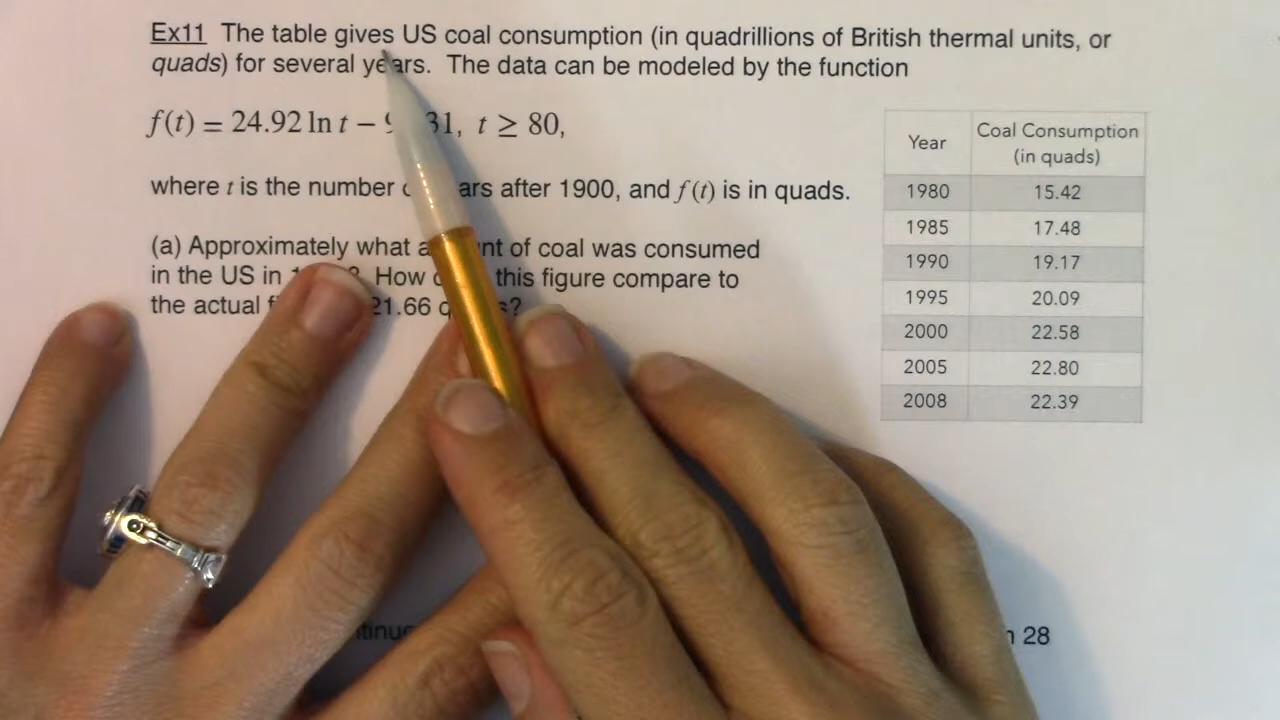 Ex11 The table gives US coal consumption (in quadrillions of British thermal units, or
quads) for several years. The data can be modeled by the function
f(t) = 24.92 ln t − 31, t ≥ 80,
where t is the number after 1900, and f(t) is in quads.
(a) Approximately what of coal was consumed
in the US in How this figure compare to
the actual 21.66
Year Coal Consumption (in quads)
1980 15.42
1985 17.48
1990 19.17
1995 20.09
2000 22.58
2005 22.80
2008 22.39
28